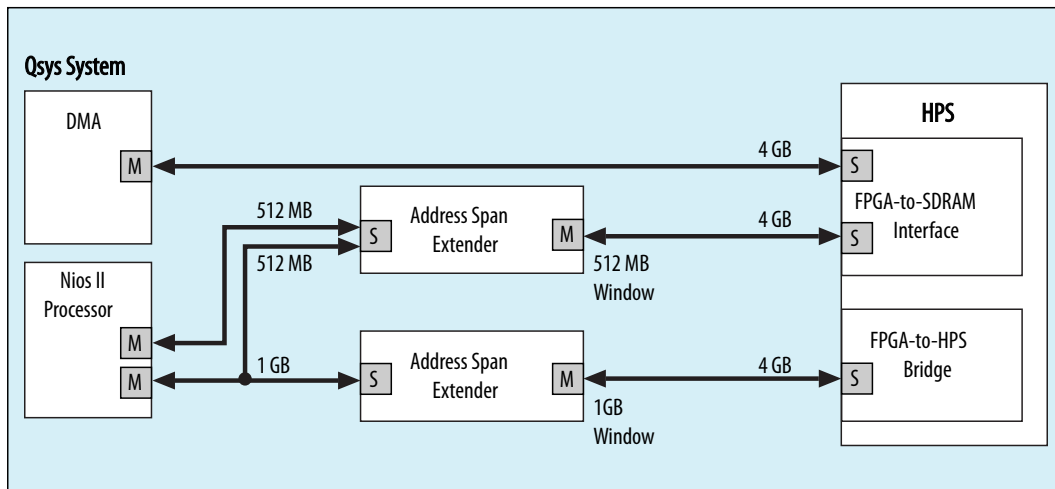 Qsys System
DMA
M
4 GB
S
HPS
FPGA-to-SDRAM
Interface
512 MB
S
512 MB
Address Span
Extender
M
512 MB
Window
4 GB
S
Nios II
Processor
M
M
1 GB
S
Address Span
Extender
M
1GB
Window
4 GB
S
FPGA-to-HPS
Bridge